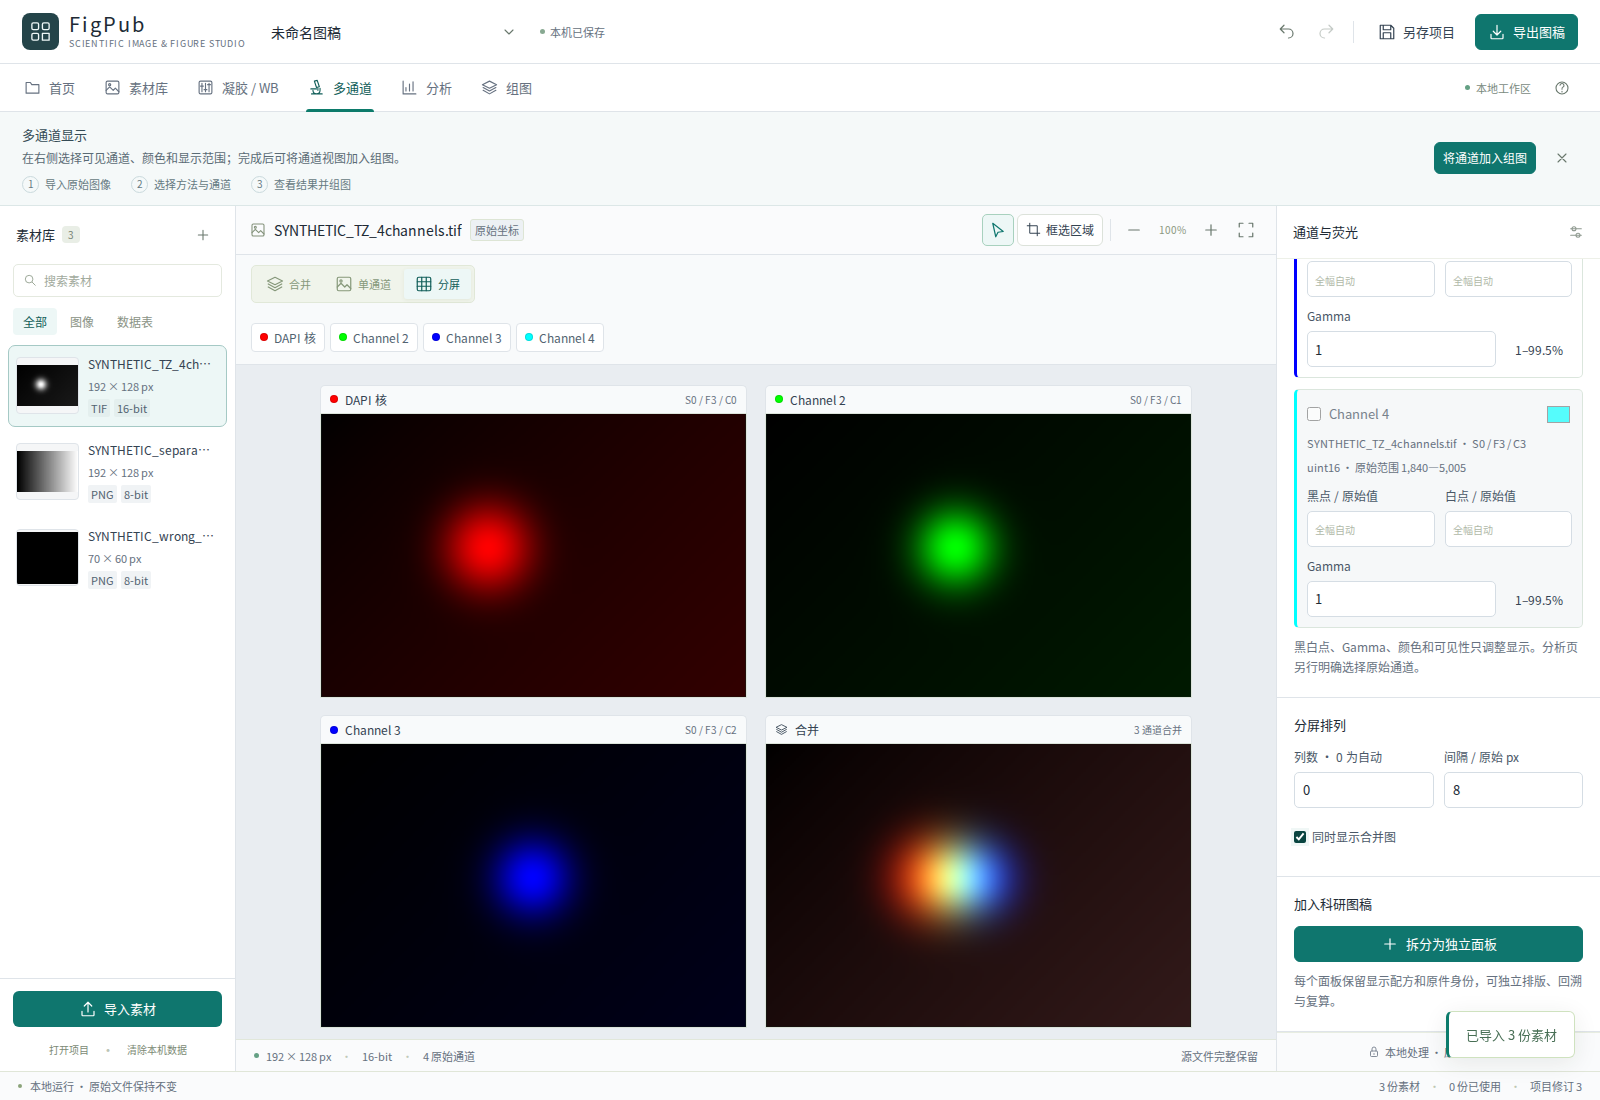 FigPub
SCIENTIFIC IMAGE & FIGURE STUDIO
未命名图稿
本机已保存
另存项目
导出图稿
首页
素材库
凝胶 / WB
多通道
分析
组图
本地工作区
多通道显示
在右侧选择可见通道、颜色和显示范围；完成后可将通道视图加入组图。
1 导入原始图像
2 选择方法与通道
3 查看结果并组图
将通道加入组图
素材库 3
搜索素材
全部 图像 数据表
SYNTHETIC_TZ_4ch···
192 × 128 px
TIF 16-bit
SYNTHETIC_separa···
192 × 128 px
PNG 8-bit
SYNTHETIC_wrong_···
70 × 60 px
PNG 8-bit
导入素材
打开项目 · 清除本机数据
SYNTHETIC_TZ_4channels.tif 原始坐标
框选区域
100%
合并 单通道 分屏
DAPI 核 Channel 2 Channel 3 Channel 4
DAPI 核 S0 / F3 / C0
Channel 2 S0 / F3 / C1
Channel 3 S0 / F3 / C2
合并 3 通道合并
192 × 128 px · 16-bit · 4 原始通道
源文件完整保留
通道与荧光
全幅自动 全幅自动
Gamma
1 1–99.5%
Channel 4
SYNTHETIC_TZ_4channels.tif · S0 / F3 / C3
uint16 · 原始范围 1,840—5,005
黑点 / 原始值 白点 / 原始值
全幅自动 全幅自动
Gamma
1 1–99.5%
黑白点、Gamma、颜色和可见性只调整显示。分析页
另行明确选择原始通道。
分屏排列
列数 · 0 为自动 间隔 / 原始 px
0 8
同时显示合并图
加入科研图稿
拆分为独立面板
每个面板保留显示配方和原件身份，可独立排版、回溯
与复算。
本地处理 ·
已导入 3 份素材
本地运行 · 原始文件保持不变
3 份素材 · 0 份已使用 · 项目修订 3